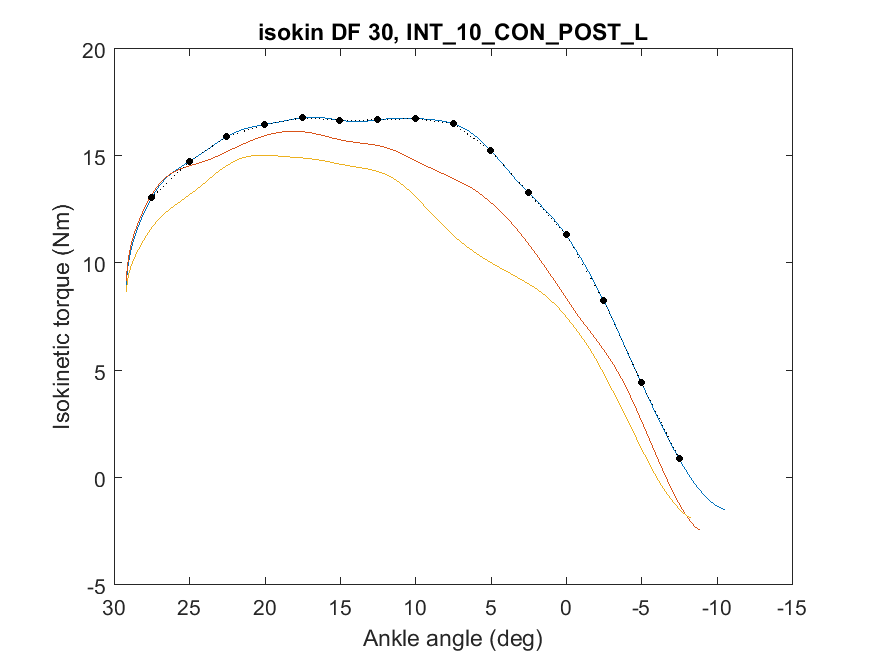 isokin DF 30, INT_10_CON_POST_L
20
15
10
5
0
-5
Isokinetic torque (Nm)
30 25 20 15 10 5 0 -5 -10 -15
Ankle angle (deg)